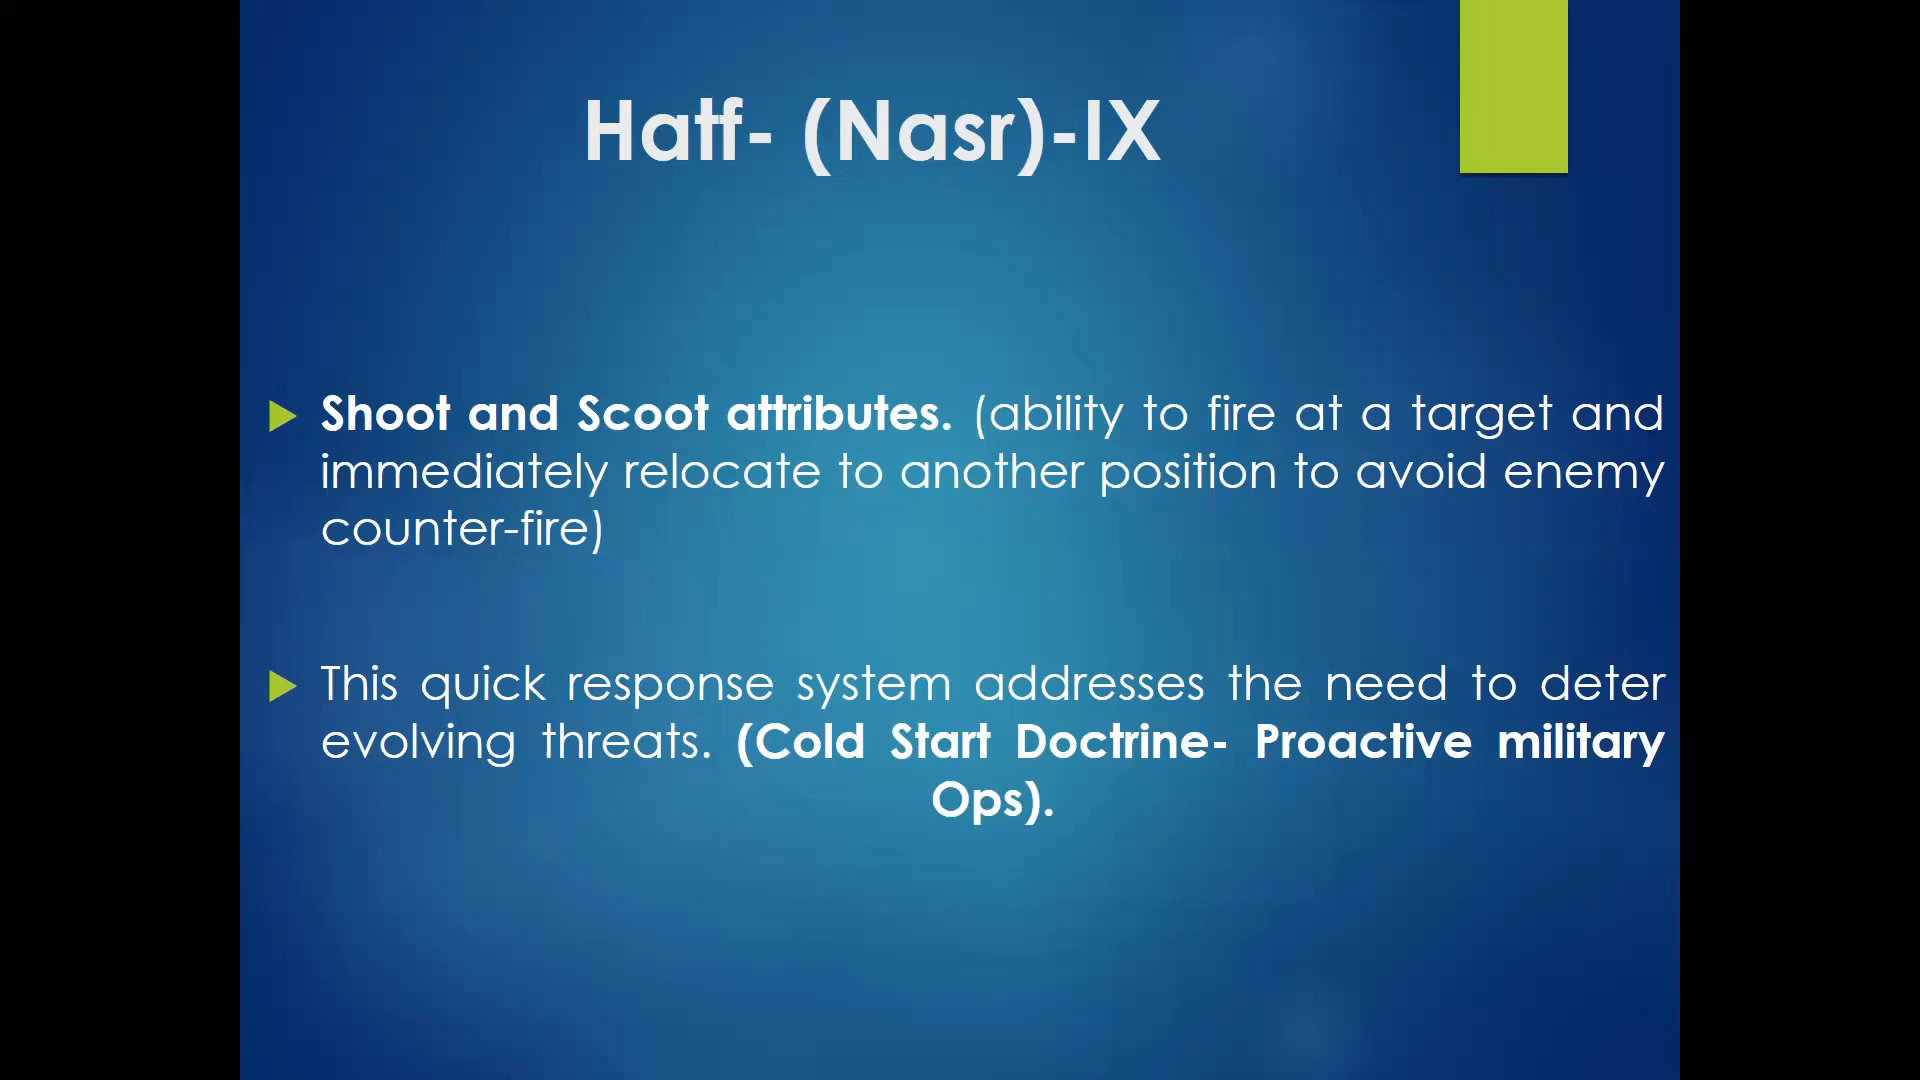 Hatf- (Nasr)-IX
Shoot and Scoot attributes. (ability to fire at a target and
immediately relocate to another position to avoid enemy
counter-fire)
This quick response system addresses the need to deter
evolving threats. (Cold Start Doctrine- Proactive military
Ops).